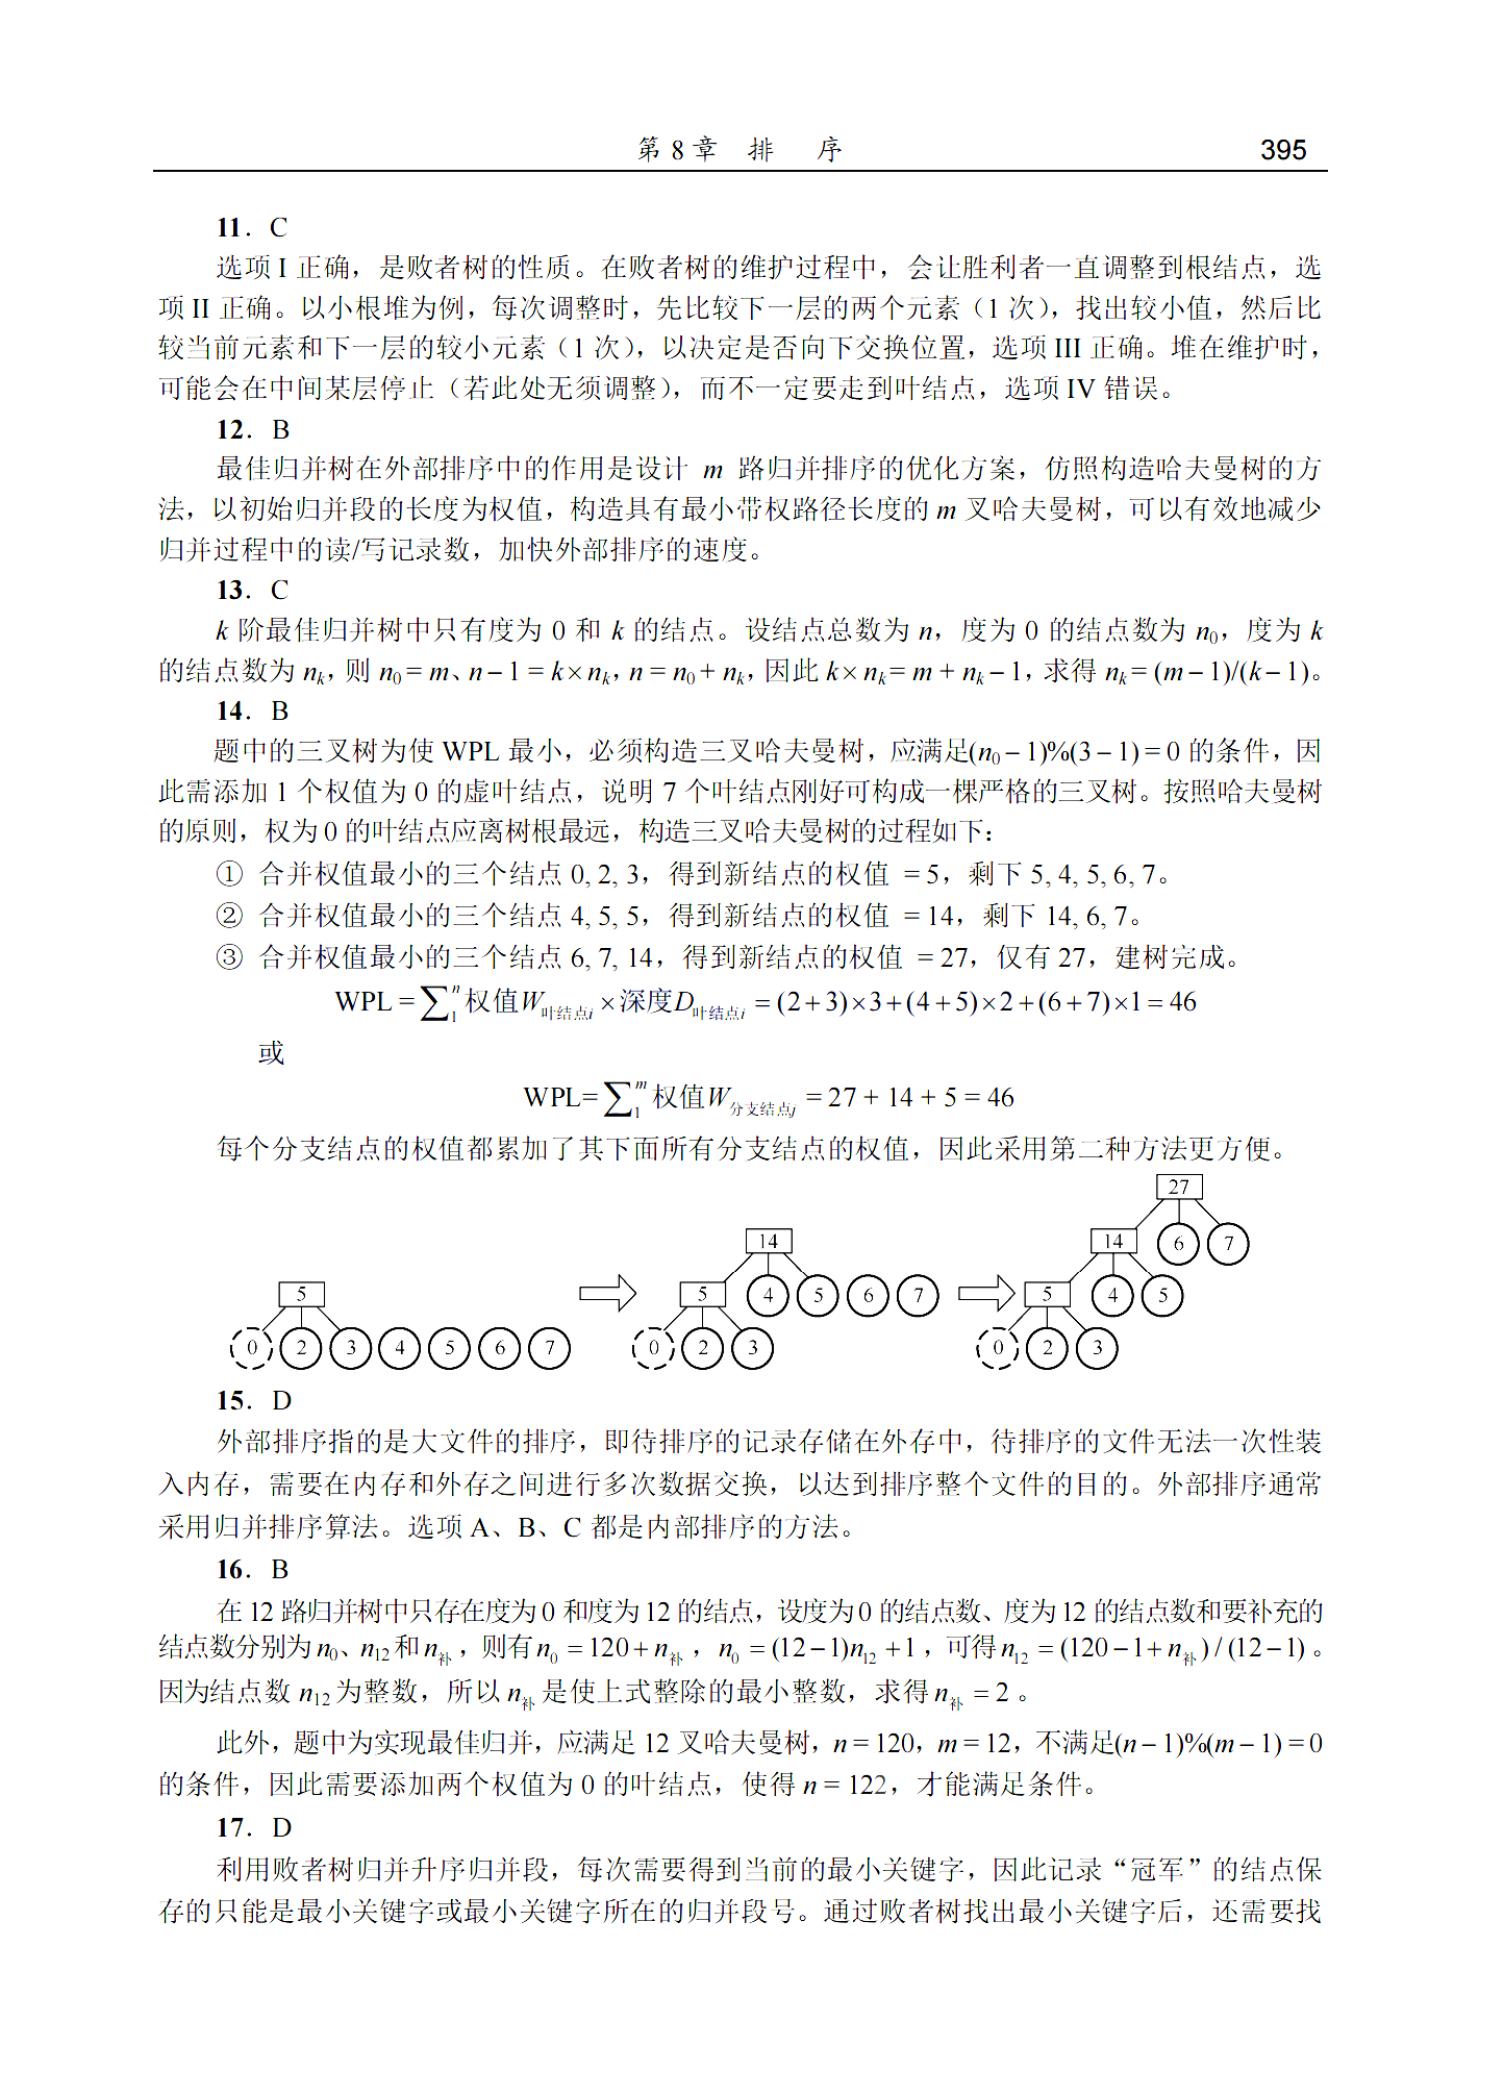 第 8 章 排 序 395
11．C
选项 I 正确，是败者树的性质。在败者树的维护过程中，会让胜利者一直调整到根结点，选
项 II 正确。以小根堆为例，每次调整时，先比较下一层的两个元素（1 次），找出较小值，然后比
较当前元素和下一层的较小元素（1 次），以决定是否向下交换位置，选项 III 正确。堆在维护时，
可能会在中间某层停止（若此处无须调整），而不一定要走到叶结点，选项 IV 错误。
12．B
最佳归并树在外部排序中的作用是设计 m 路归并排序的优化方案，仿照构造哈夫曼树的方
法，以初始归并段的长度为权值，构造具有最小带权路径长度的 m 叉哈夫曼树，可以有效地减少
归并过程中的读/写记录数，加快外部排序的速度。
13．C
k 阶最佳归并树中只有度为 0 和 k 的结点。设结点总数为 n，度为 0 的结点数为 n₀，度为 k
的结点数为 nₖ，则 n₀ = m、n − 1 = k × nₖ，n = n₀ + nₖ，因此 k × nₖ = m + nₖ − 1，求得 nₖ = (m − 1)/(k − 1)。
14．B
题中的三叉树为使 WPL 最小，必须构造三叉哈夫曼树，应满足(n₀ − 1)%(3 − 1) = 0 的条件，因
此需添加 1 个权值为 0 的虚叶结点，说明 7 个叶结点刚好可构成一棵严格的三叉树。按照哈夫曼树
的原则，权为 0 的叶结点应离树根最远，构造三叉哈夫曼树的过程如下：
① 合并权值最小的三个结点 0, 2, 3，得到新结点的权值 = 5，剩下 5, 4, 5, 6, 7。
② 合并权值最小的三个结点 4, 5, 5，得到新结点的权值 = 14，剩下 14, 6, 7。
③ 合并权值最小的三个结点 6, 7, 14，得到新结点的权值 = 27，仅有 27，建树完成。
WPL = ∑₁ⁿ 权值W叶结点i × 深度D叶结点i = (2+3)×3+(4+5)×2+(6+7)×1 = 46
或
WPL= ∑₁ᵐ 权值W分支结点j = 27 + 14 + 5 = 46
每个分支结点的权值都累加了其下面所有分支结点的权值，因此采用第二种方法更方便。
27
14 14 6 7
5 5 4 5 6 7 5 4 5
0 2 3 4 5 6 7 0 2 3 0 2 3
15．D
外部排序指的是大文件的排序，即待排序的记录存储在外存中，待排序的文件无法一次性装
入内存，需要在内存和外存之间进行多次数据交换，以达到排序整个文件的目的。外部排序通常
采用归并排序算法。选项 A、B、C 都是内部排序的方法。
16．B
在 12 路归并树中只存在度为 0 和度为 12 的结点，设度为 0 的结点数、度为 12 的结点数和要补充的
结点数分别为 n₀、n₁₂ 和 n补，则有 n₀ = 120 + n补，n₀ = (12 − 1)n₁₂ + 1，可得 n₁₂ = (120 − 1 + n补) / (12 − 1)。
因为结点数 n₁₂ 为整数，所以 n补 是使上式整除的最小整数，求得 n补 = 2。
此外，题中为实现最佳归并，应满足 12 叉哈夫曼树，n = 120，m = 12，不满足(n − 1)%(m − 1) = 0
的条件，因此需要添加两个权值为 0 的叶结点，使得 n = 122，才能满足条件。
17．D
利用败者树归并升序归并段，每次需要得到当前的最小关键字，因此记录“冠军”的结点保
存的只能是最小关键字或最小关键字所在的归并段号。通过败者树找出最小关键字后，还需要找